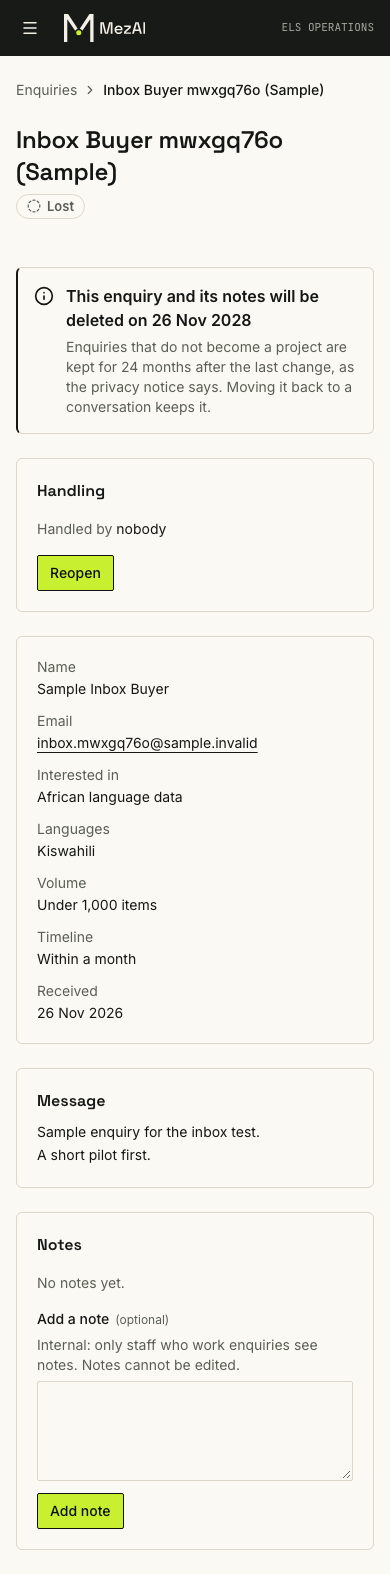 MezAI
ELS OPERATIONS
Enquiries > Inbox Buyer mwxgq76o (Sample)
Inbox Buyer mwxgq76o
(Sample)
Lost
This enquiry and its notes will be
deleted on 26 Nov 2028
Enquiries that do not become a project are
kept for 24 months after the last change, as
the privacy notice says. Moving it back to a
conversation keeps it.
Handling
Handled by nobody
Reopen
Name
Sample Inbox Buyer
Email
inbox.mwxgq76o@sample.invalid
Interested in
African language data
Languages
Kiswahili
Volume
Under 1,000 items
Timeline
Within a month
Received
26 Nov 2026
Message
Sample enquiry for the inbox test.
A short pilot first.
Notes
No notes yet.
Add a note (optional)
Internal: only staff who work enquiries see
notes. Notes cannot be edited.
Add note